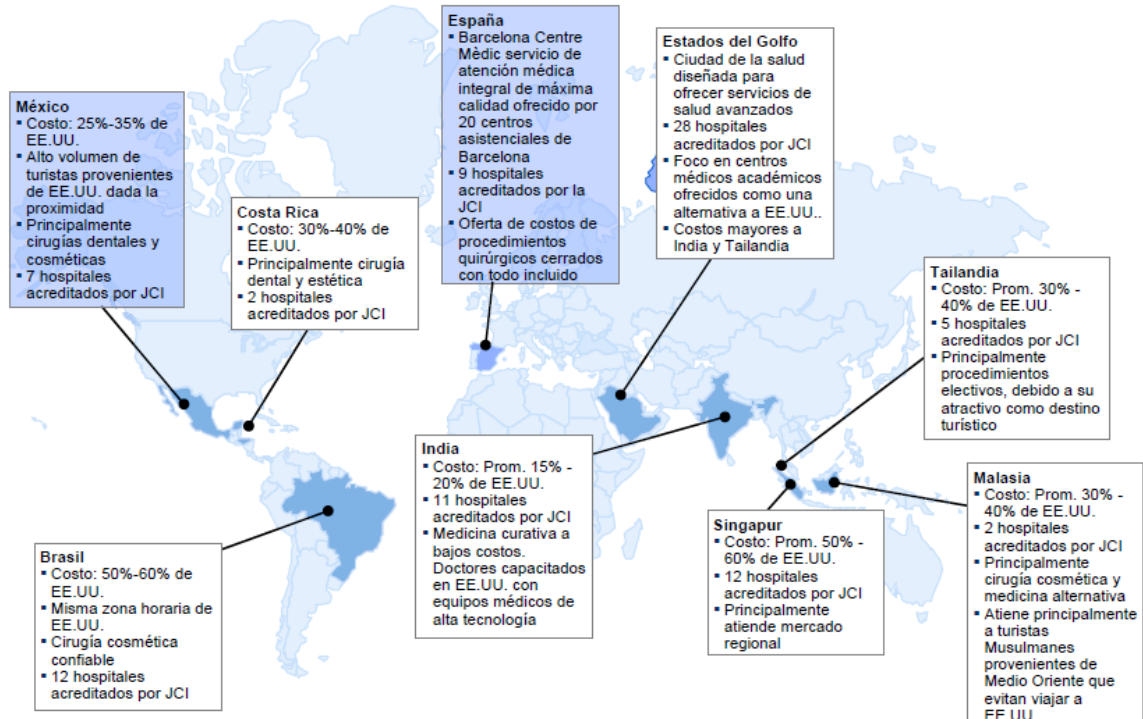 México
▪ Costo: 25%-35% de
EE.UU.
▪ Alto volumen de
turistas provenientes
de EE.UU. dada la
proximidad
▪ Principalmente
cirugías dentales y
cosméticas
▪ 7 hospitales
acreditados por JCI
Costa Rica
▪ Costo: 30%-40% de
EE.UU.
▪ Principalmente cirugía
dental y estética
▪ 2 hospitales
acreditados por JCI
España
▪ Barcelona Centre
Mèdic servicio de
atención médica
integral de máxima
calidad ofrecido por
20 centros
asistenciales de
Barcelona
▪ 9 hospitales
acreditados por la
JCI
▪ Oferta de costos de
procedimientos
quirúrgicos cerrados
con todo incluido
Estados del Golfo
▪ Ciudad de la salud
diseñada para
ofrecer servicios de
salud avanzados
▪ 28 hospitales
acreditados por JCI
▪ Foco en centros
médicos académicos
ofrecidos como una
alternativa a EE.UU..
▪ Costos mayores a
India y Tailandia
Tailandia
▪ Costo: Prom. 30% -
40% de EE.UU.
▪ 5 hospitales
acreditados por JCI
▪ Principalmente
procedimientos
electivos, debido a su
atractivo como destino
turístico
Brasil
▪ Costo: 50%-60% de
EE.UU.
▪ Misma zona horaria de
EE.UU.
▪ Cirugía cosmética
confiable
▪ 12 hospitales
acreditados por JCI
India
▪ Costo: Prom. 15% -
20% de EE.UU.
▪ 11 hospitales
acreditados por JCI
▪ Medicina curativa a
bajos costos.
Doctores capacitados
en EE.UU. con
equipos médicos de
alta tecnología
Singapur
▪ Costo: Prom. 50% -
60% de EE.UU.
▪ 12 hospitales
acreditados por JCI
▪ Principalmente
atiende mercado
regional
Malasia
▪ Costo: Prom. 30% -
40% de EE.UU.
▪ 2 hospitales
acreditados por JCI
▪ Principalmente
cirugía cosmética y
medicina alternativa
▪ Atiene principalmente
a turistas
Musulmanes
provenientes de
Medio Oriente que
evitan viajar a
EE.UU